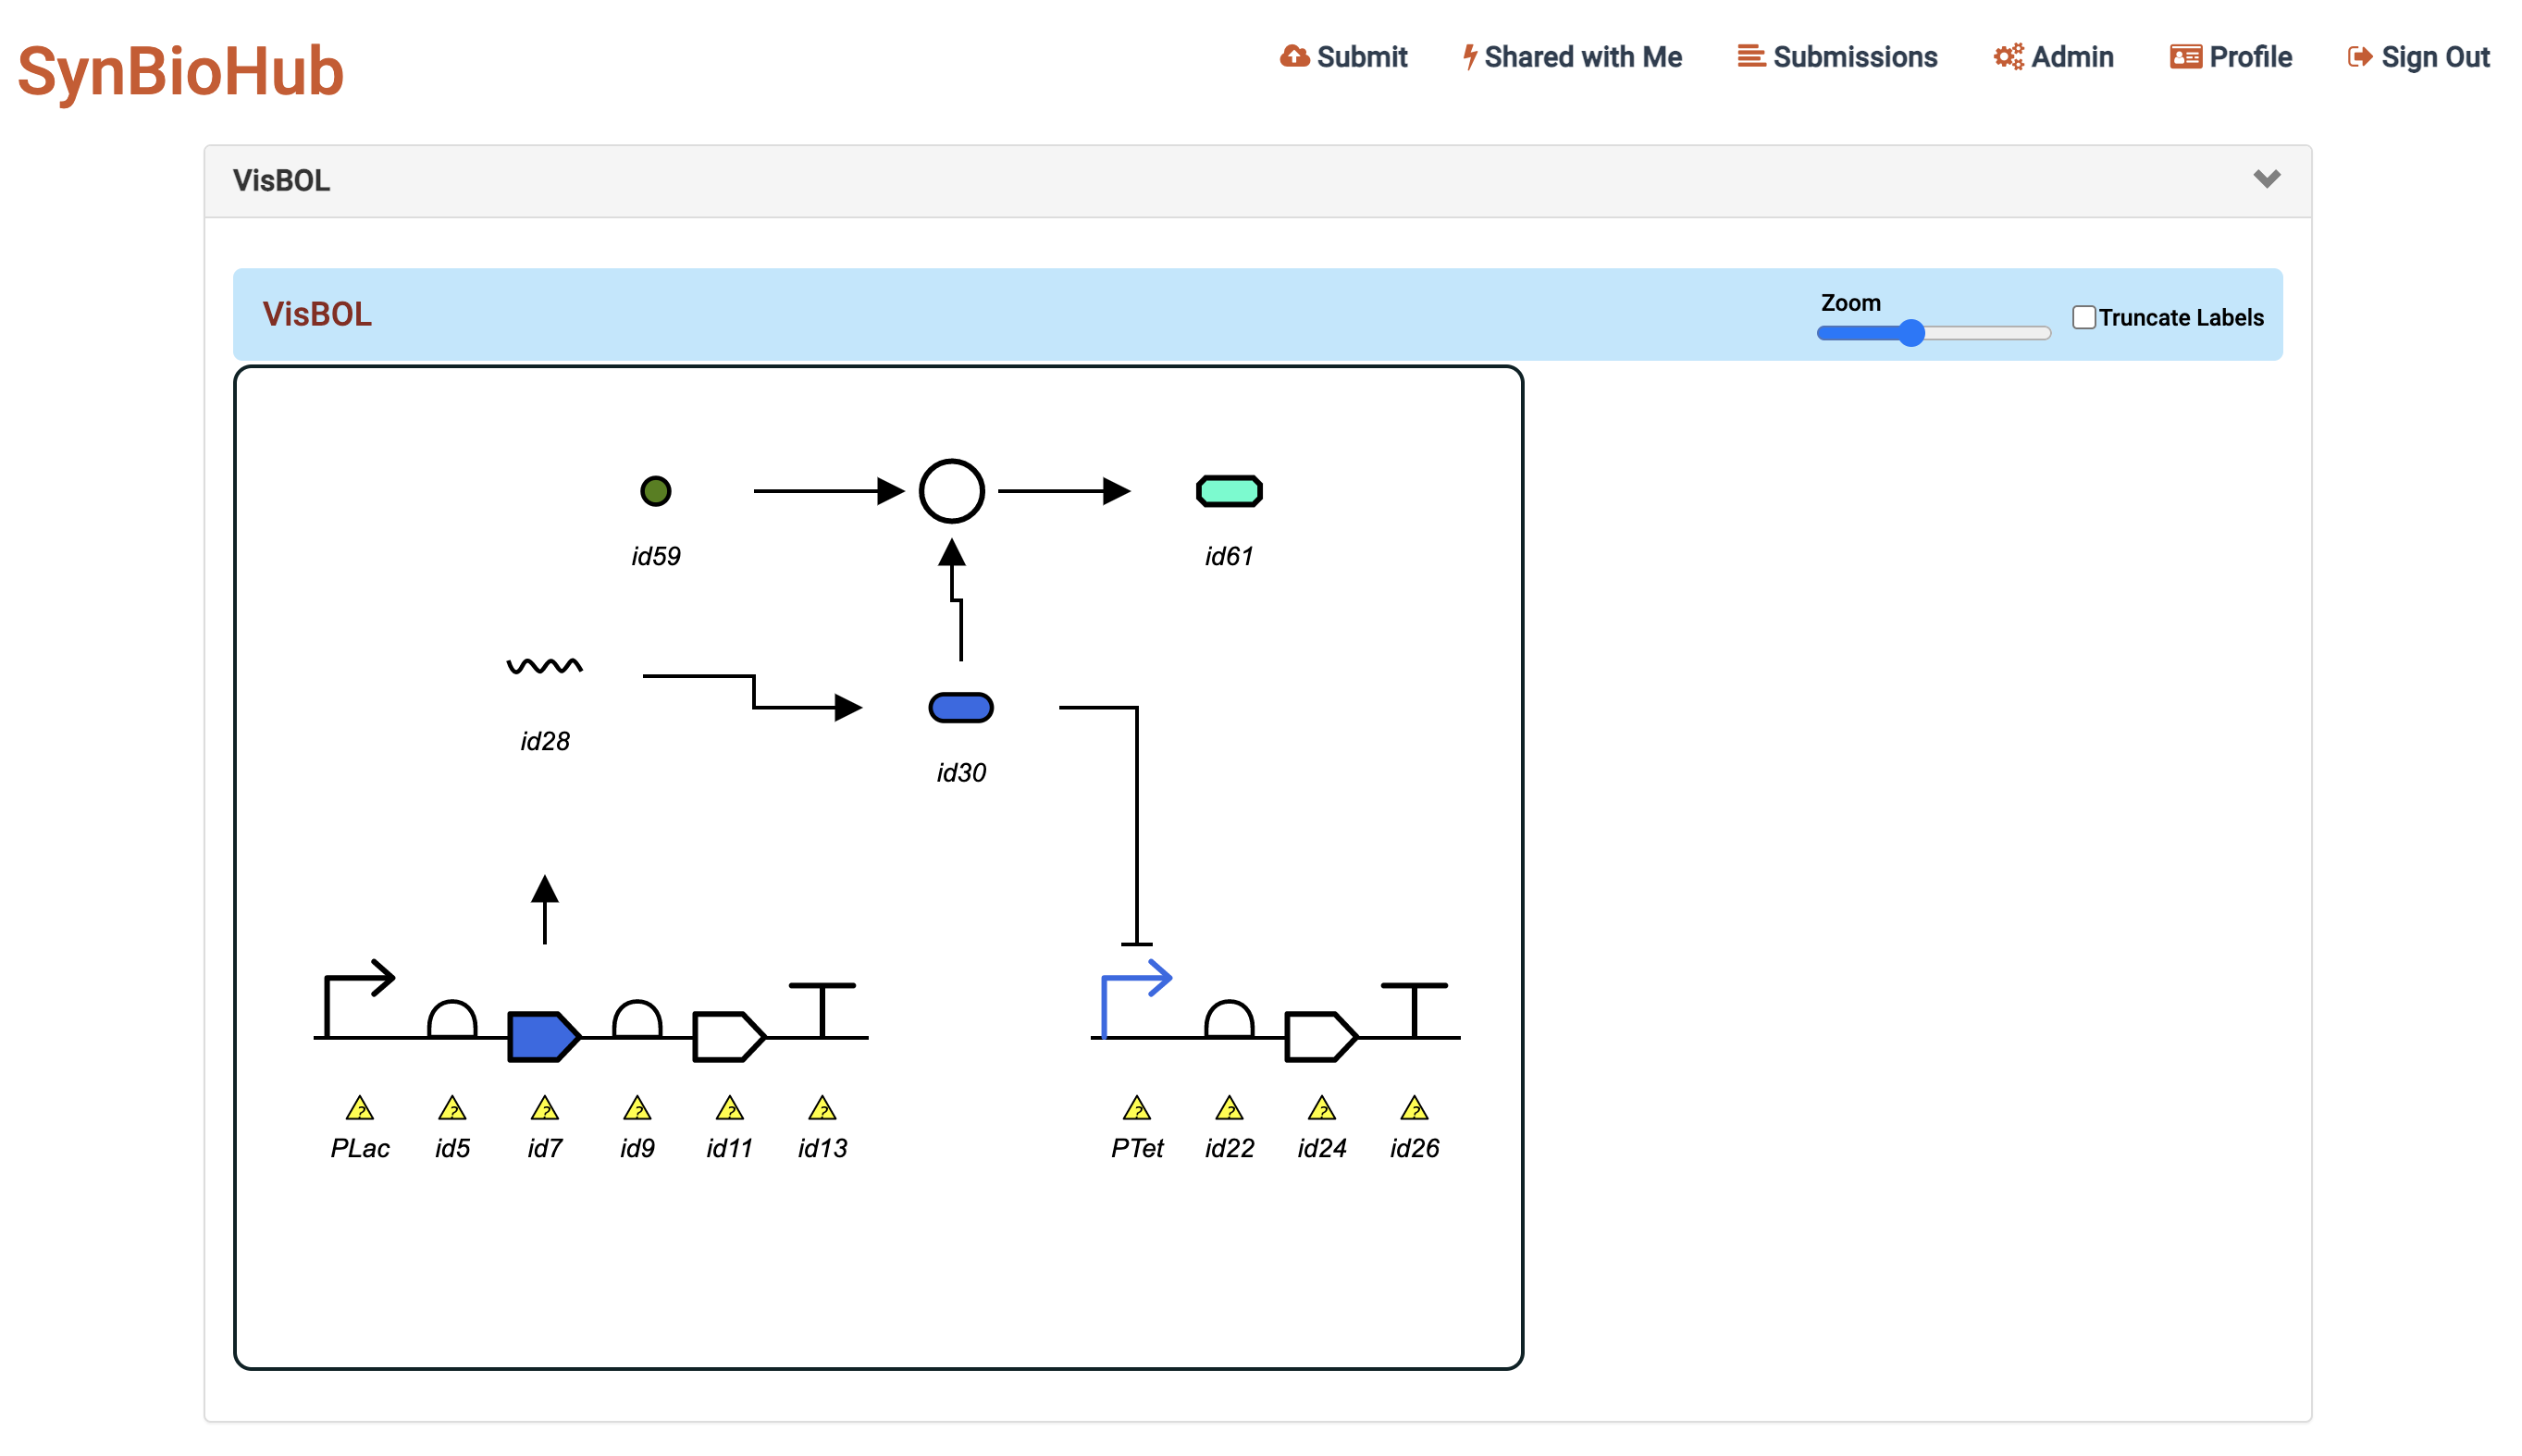 SynBioHub
Submit Shared with Me Submissions Admin Profile Sign Out
VisBOL
VisBOL
Zoom
Truncate Labels
id59
id61
id28
id30
? ? ? ? ? ? ? ? ? ?
PLac id5 id7 id9 id11 id13 PTet id22 id24 id26